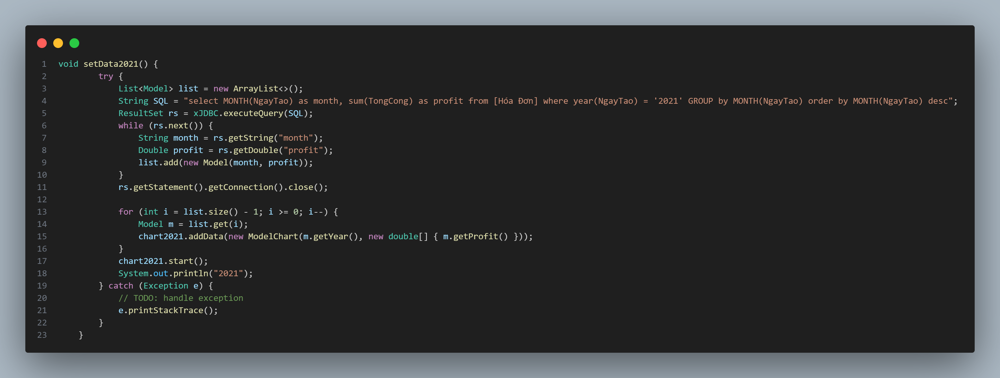 1 void setData2021() {
2 try {
3 List<Model> list = new ArrayList<>();
4 String SQL = "select MONTH(NgayTao) as month, sum(TongCong) as profit from [Hóa Đơn] where year(NgayTao) = '2021' GROUP by MONTH(NgayTao) order by MONTH(NgayTao) desc";
5 ResultSet rs = xJDBC.executeQuery(SQL);
6 while (rs.next()) {
7 String month = rs.getString("month");
8 Double profit = rs.getDouble("profit");
9 list.add(new Model(month, profit));
10 }
11 rs.getStatement().getConnection().close();
12
13 for (int i = list.size() - 1; i >= 0; i--) {
14 Model m = list.get(i);
15 chart2021.addData(new ModelChart(m.getYear(), new double[] { m.getProfit() }));
16 }
17 chart2021.start();
18 System.out.println("2021");
19 } catch (Exception e) {
20 // TODO: handle exception
21 e.printStackTrace();
22 }
23 }